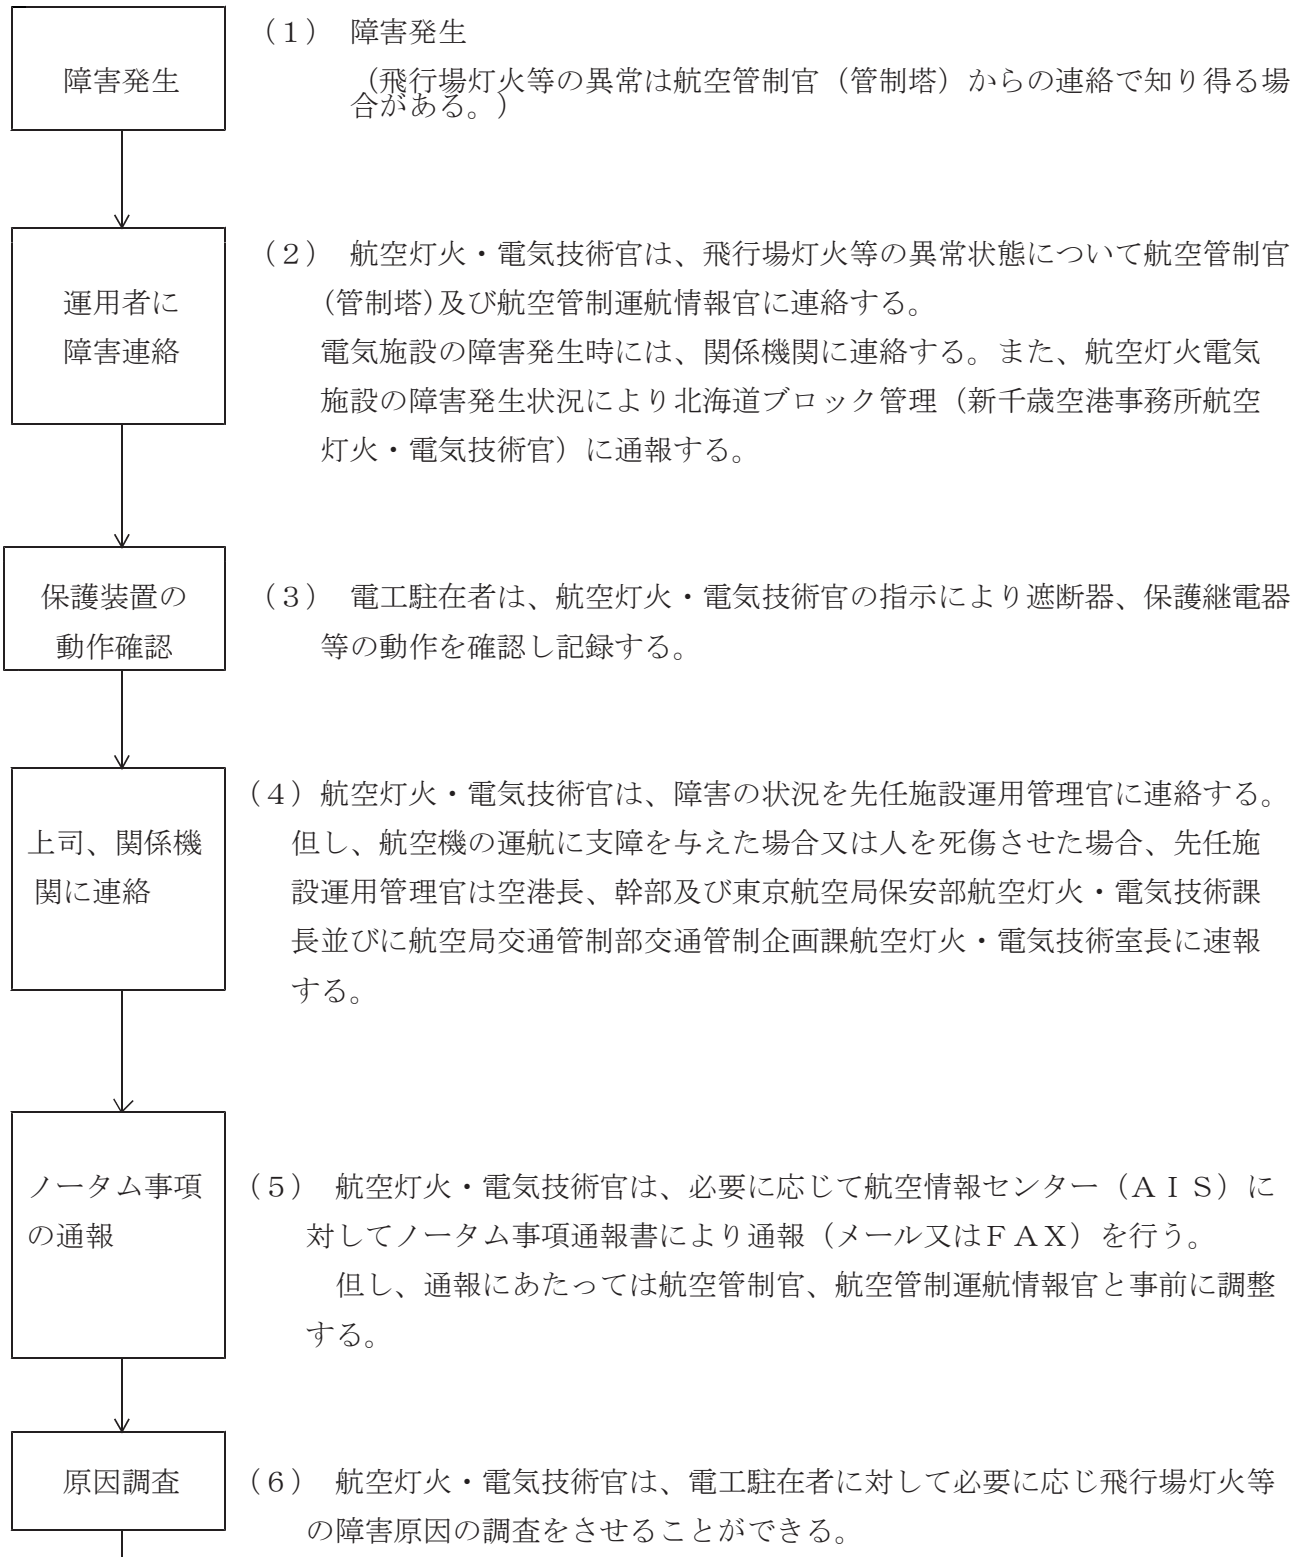 障害発生
(1) 障害発生
(飛行場灯火等の異常は航空管制官(管制塔)からの連絡で知り得る場
合がある。)
運用者に
障害連絡
(2) 航空灯火・電気技術官は、飛行場灯火等の異常状態について航空管制官
(管制塔)及び航空管制運航情報官に連絡する。
電気施設の障害発生時には、関係機関に連絡する。また、航空灯火電気
施設の障害発生状況により北海道ブロック管理(新千歳空港事務所航空
灯火・電気技術官)に通報する。
保護装置の
動作確認
(3) 電工駐在者は、航空灯火・電気技術官の指示により遮断器、保護継電器
等の動作を確認し記録する。
上司、関係機
関に連絡
(4)航空灯火・電気技術官は、障害の状況を先任施設運用管理官に連絡する。
但し、航空機の運航に支障を与えた場合又は人を死傷させた場合、先任施
設運用管理官は空港長、幹部及び東京航空局保安部航空灯火・電気技術課
長並びに航空局交通管制部交通管制企画課航空灯火・電気技術室長に速報
する。
ノータム事項
の通報
(5) 航空灯火・電気技術官は、必要に応じて航空情報センター(AIS)に
対してノータム事項通報書により通報(メール又はFAX)を行う。
但し、通報にあたっては航空管制官、航空管制運航情報官と事前に調整
する。
原因調査
(6) 航空灯火・電気技術官は、電工駐在者に対して必要に応じ飛行場灯火等
の障害原因の調査をさせることができる。